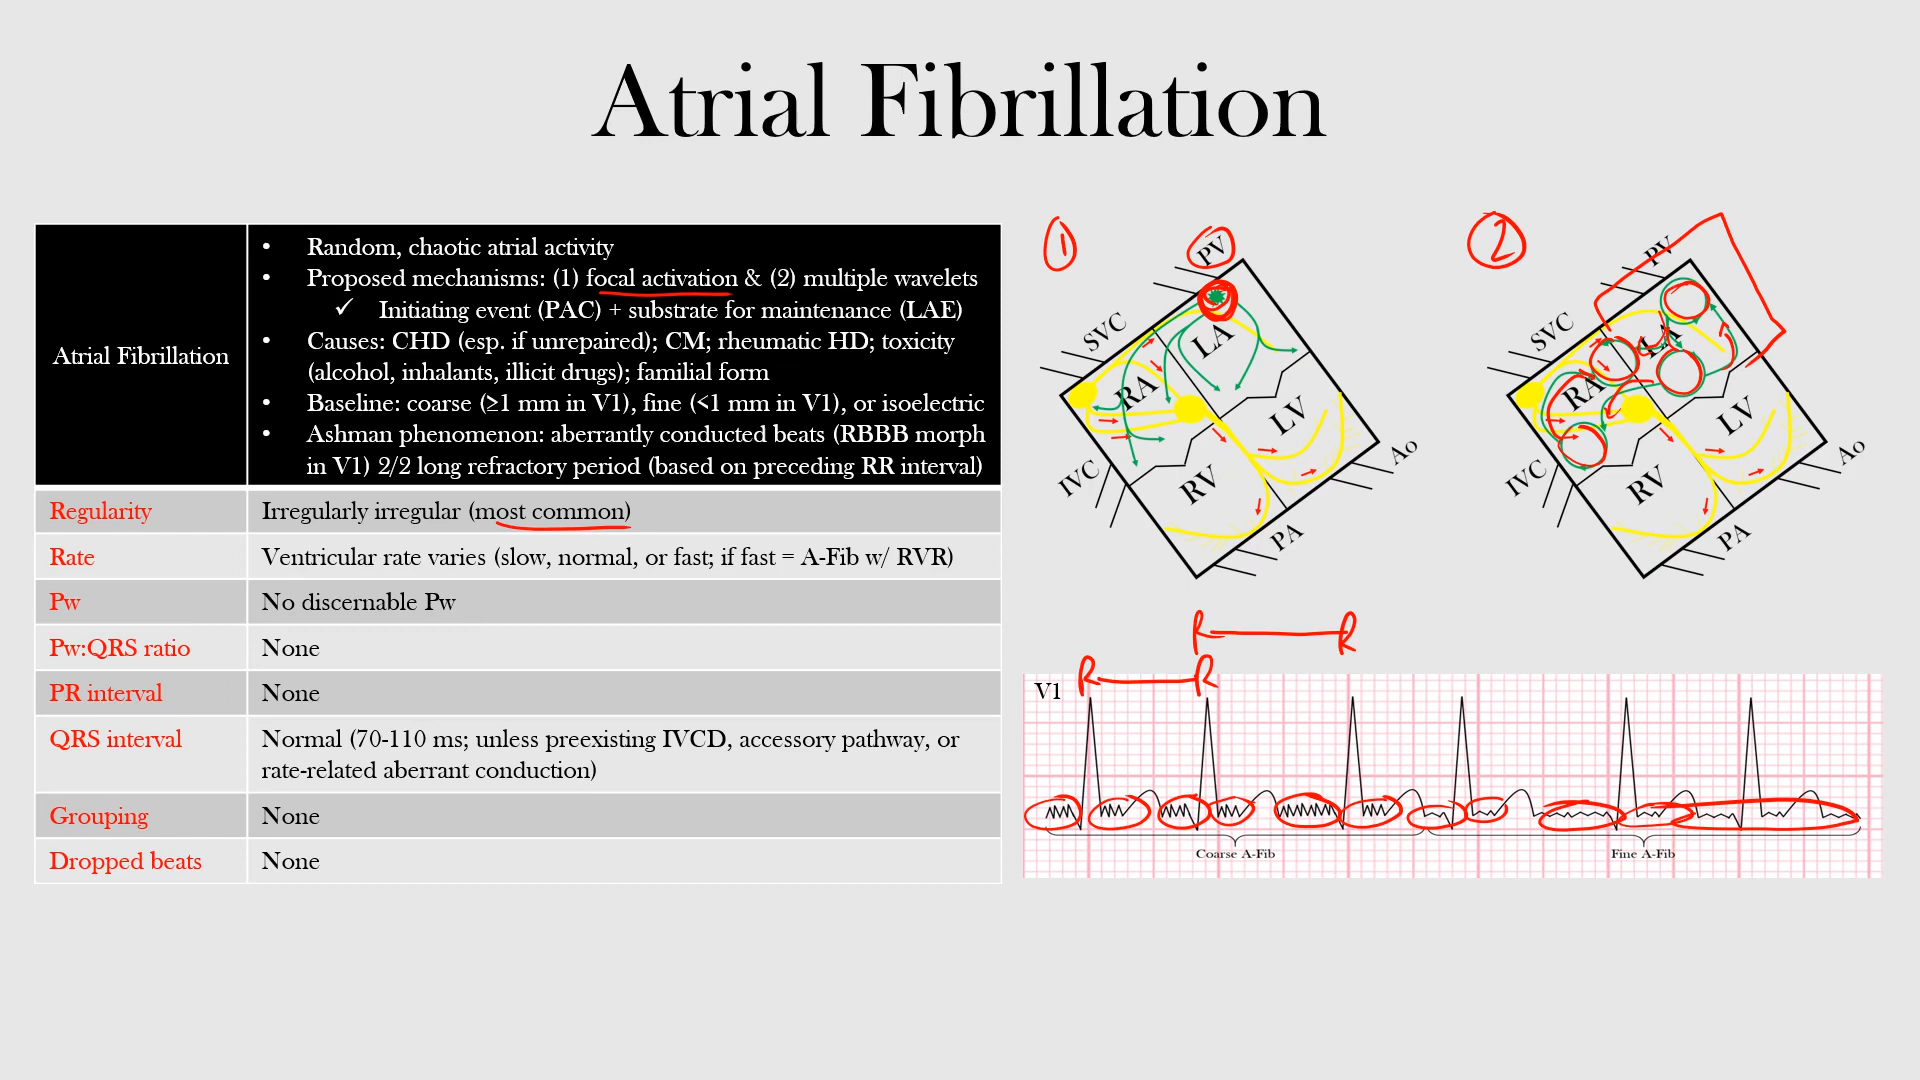 Atrial Fibrillation
Atrial Fibrillation
• Random, chaotic atrial activity
• Proposed mechanisms: (1) focal activation & (2) multiple wavelets
✓ Initiating event (PAC) + substrate for maintenance (LAE)
• Causes: CHD (esp. if unrepaired); CM; rheumatic HD; toxicity
(alcohol, inhalants, illicit drugs); familial form
• Baseline: coarse (≥1 mm in V1), fine (<1 mm in V1), or isoelectric
• Ashman phenomenon: aberrantly conducted beats (RBBB morph
in V1) 2/2 long refractory period (based on preceding RR interval)
Regularity Irregularly irregular (most common)
Rate Ventricular rate varies (slow, normal, or fast; if fast = A-Fib w/ RVR)
Pw No discernable Pw
Pw:QRS ratio None
PR interval None
QRS interval Normal (70-110 ms; unless preexisting IVCD, accessory pathway, or
rate-related aberrant conduction)
Grouping None
Dropped beats None
1
PV
SVC
LA
RA
LV
IVC
RV
Ao
PA
2
PV
SVC
LA
RA
LV
IVC
RV
Ao
PA
R R
R R
V1
Coarse A-Fib
Fine A-Fib